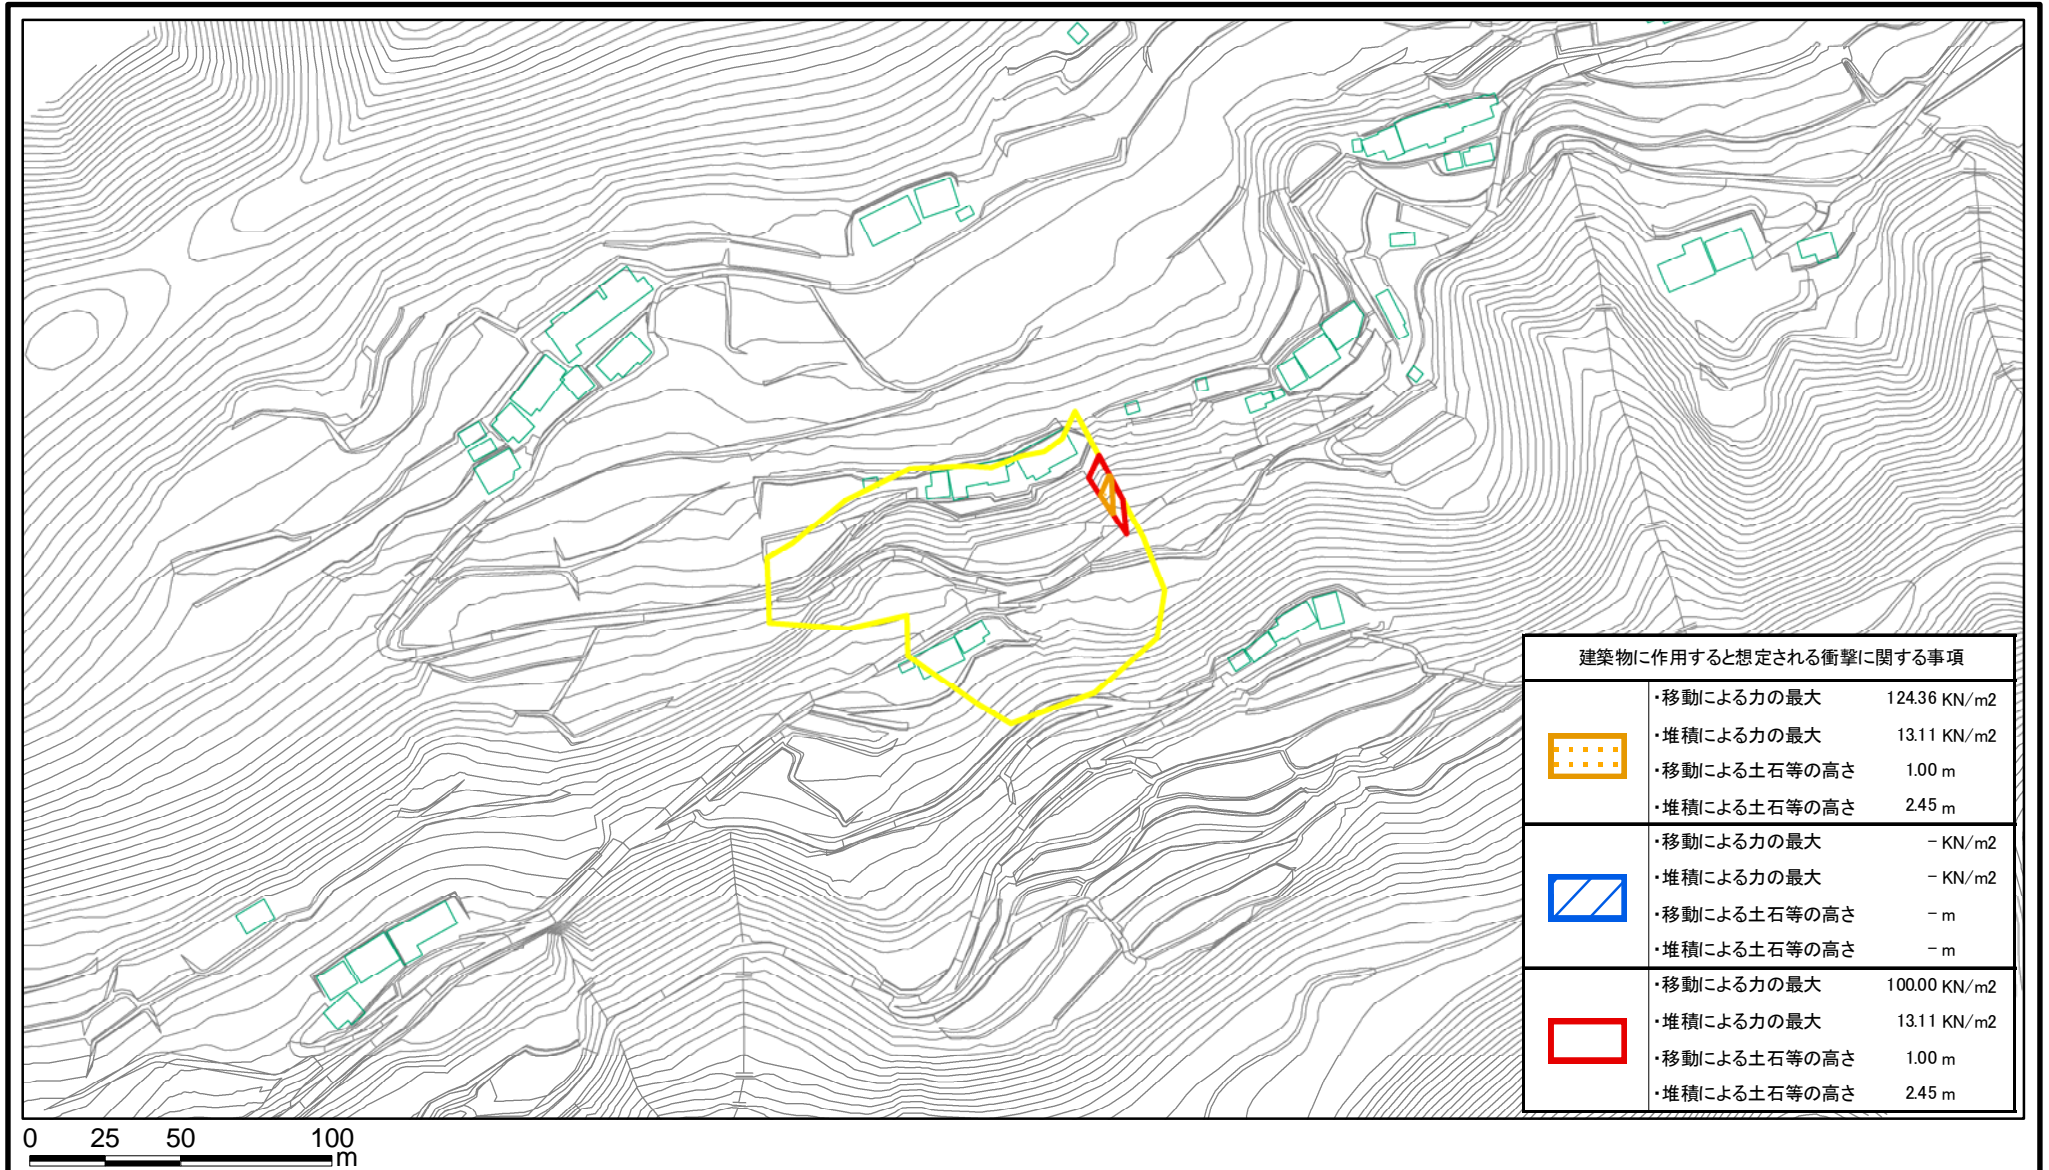 建築物に作用すると想定される衝撃に関する事項
・移動による力の最大 124.36 KN/m2
・堆積による力の最大 13.11 KN/m2
・移動による土石等の高さ 1.00 m
・堆積による土石等の高さ 2.45 m
・移動による力の最大 － KN/m2
・堆積による力の最大 － KN/m2
・移動による土石等の高さ － m
・堆積による土石等の高さ － m
・移動による力の最大 100.00 KN/m2
・堆積による力の最大 13.11 KN/m2
・移動による土石等の高さ 1.00 m
・堆積による土石等の高さ 2.45 m
0 25 50 100
m